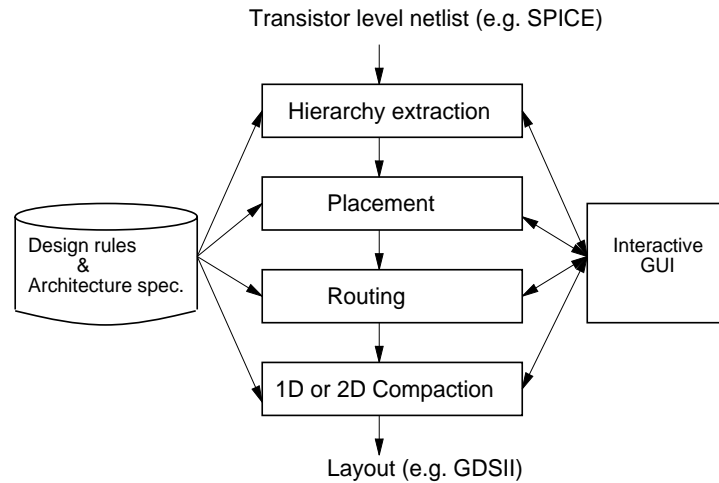 Transistor level netlist (e.g. SPICE)
Hierarchy extraction
Placement
Design rules
&
Architecture spec.
Interactive
GUI
Routing
1D or 2D Compaction
Layout (e.g. GDSII)